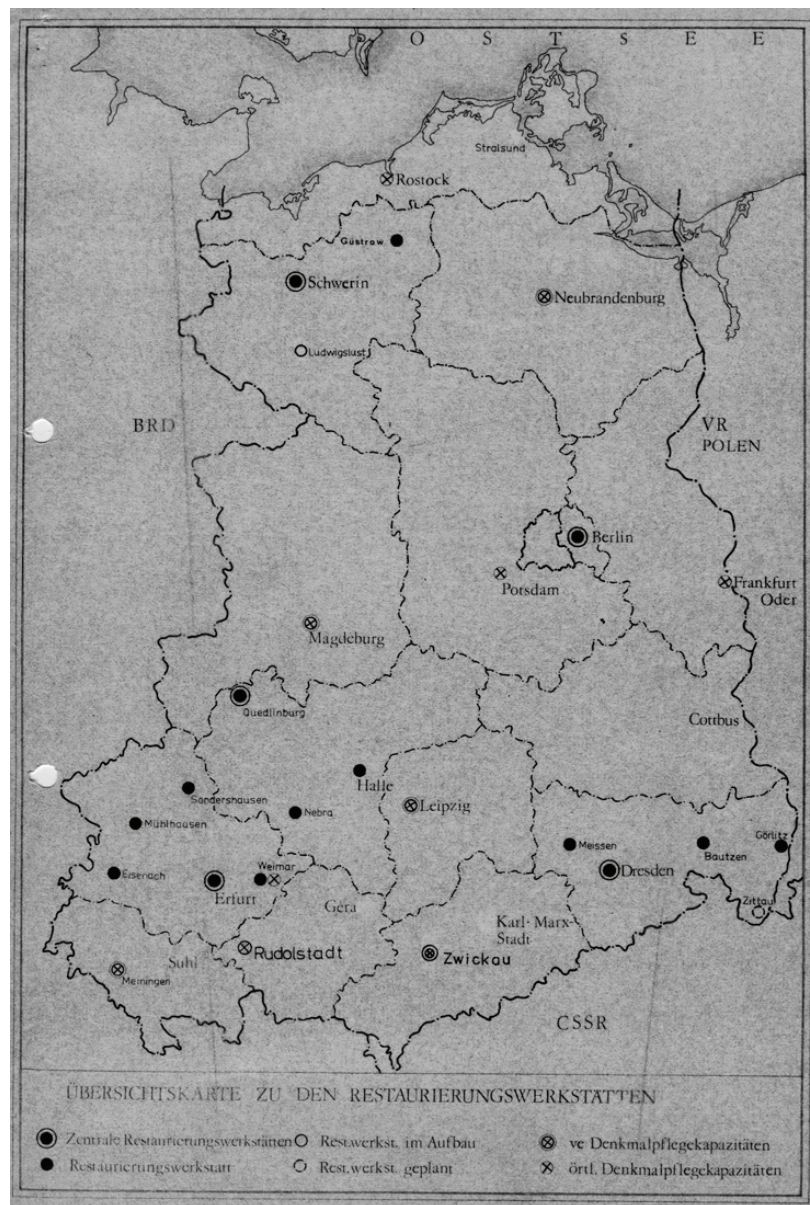 O S T S E E
Stralsund
Rostock
Güstrow
Schwerin
Neubrandenburg
Ludwigslust
BRD
VR
POLEN
Berlin
Potsdam
Frankfurt
Oder
Magdeburg
Quedlinburg
Cottbus
Sondershausen
Halle
Nebra
Leipzig
Mühlhausen
Meissen
Bautzen
Görlitz
Eisenach
Weimar
Erfurt
Dresden
Zittau
Gera
Karl-Marx-
Stadt
Suhl
Rudolstadt
Zwickau
Meiningen
CSSR
ÜBERSICHTSKARTE ZU DEN RESTAURIERUNGSWERKSTÄTTEN
Zentrale Restaurierungswerkstätten
Rest.werkst. im Aufbau
ve Denkmalpflegekapazitäten
Restaurierungswerkstatt
Rest.werkst. geplant
örtl. Denkmalpflegekapazitäten